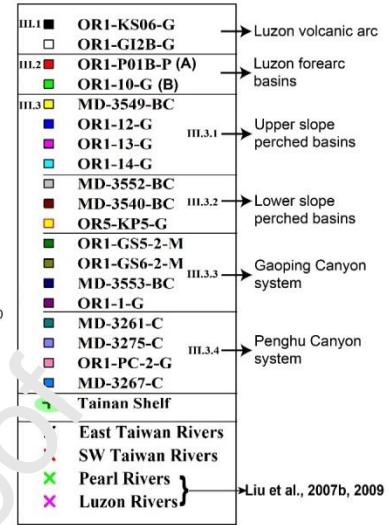 III.1 OR1-KS06-G
OR1-GI2B-G
Luzon volcanic arc
III.2 OR1-P01B-P (A)
OR1-10-G (B)
Luzon forearc
basins
III.3 MD-3549-BC
OR1-12-G
OR1-13-G
OR1-14-G
III.3.1
Upper slope
perched basins
MD-3552-BC
MD-3540-BC
OR5-KP5-G
III.3.2
Lower slope
perched basins
OR1-GS5-2-M
OR1-GS6-2-M
MD-3553-BC
OR1-1-G
III.3.3
Gaoping Canyon
system
MD-3261-C
MD-3275-C
OR1-PC-2-G
MD-3267-C
III.3.4
Penghu Canyon
system
Tainan Shelf
East Taiwan Rivers
SW Taiwan Rivers
Pearl Rivers
Luzon Rivers
Liu et al., 2007b, 2009